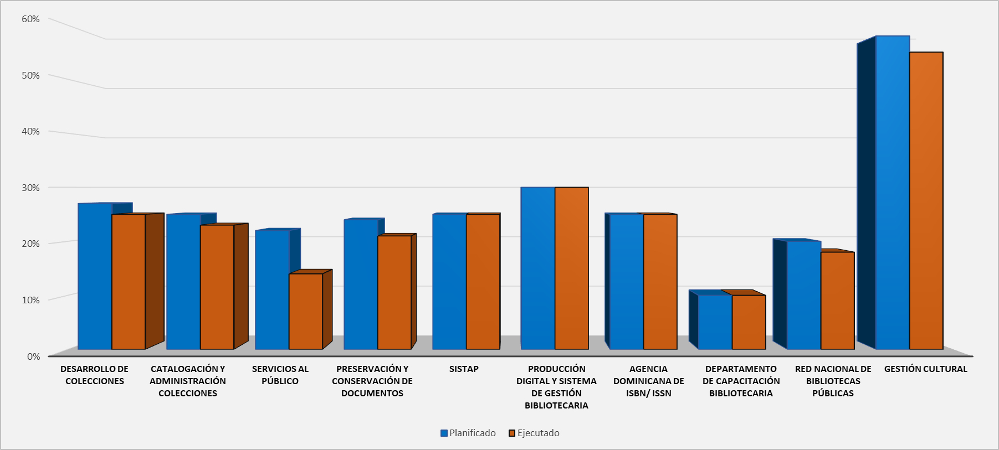 60%
50%
40%
30%
20%
10%
0%
DESARROLLO DE
COLECCIONES
CATALOGACIÓN Y
ADMINISTRACIÓN
COLECCIONES
SERVICIOS AL
PÚBLICO
PRESERVACIÓN Y
CONSERVACIÓN DE
DOCUMENTOS
SISTAP
PRODUCCIÓN
DIGITAL Y SISTEMA
DE GESTIÓN
BIBLIOTECARIA
AGENCIA
DOMINICANA DE
ISBN/ ISSN
DEPARTAMENTO
DE CAPACITACIÓN
BIBLIOTECARIA
RED NACIONAL DE
BIBLIOTECAS
PÚBLICAS
GESTIÓN CULTURAL
Planificado
Ejecutado